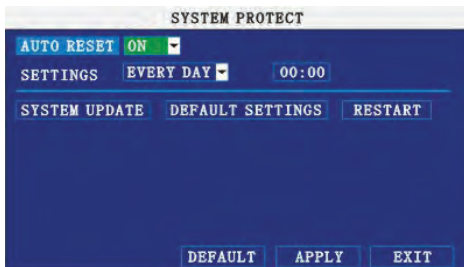 SYSTEM PROTECT
AUTO RESET ON
SETTINGS EVERY DAY 00:00
SYSTEM UPDATE DEFAULT SETTINGS RESTART
DEFAULT APPLY EXIT